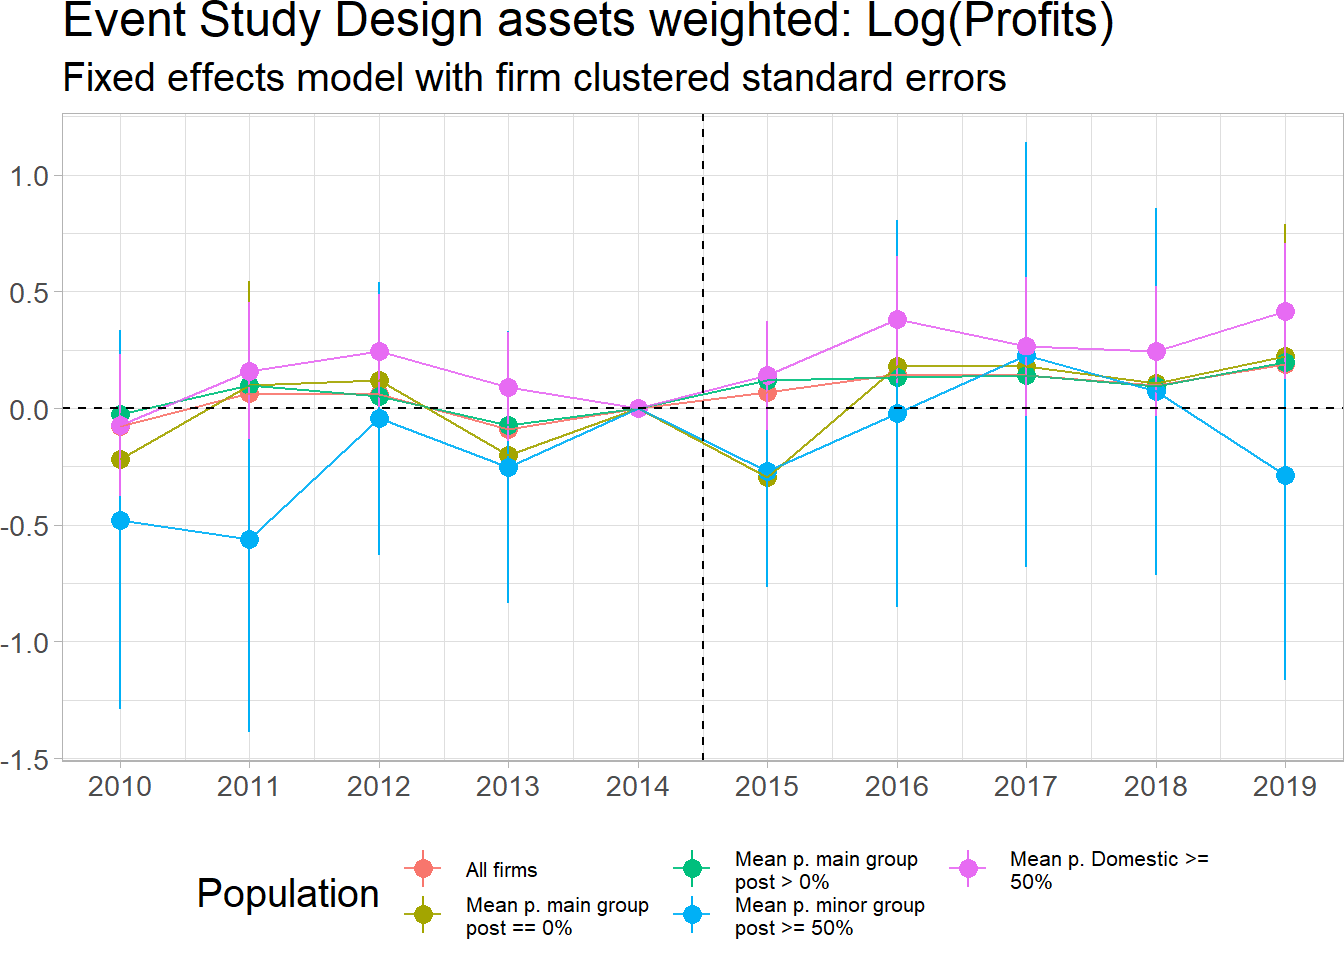 Event Study Design assets weighted: Log(Profits)
Fixed effects model with firm clustered standard errors
1.0
0.5
0.0
-0.5
-1.0
-1.5
2010 2011 2012 2013 2014 2015 2016 2017 2018 2019
Population
All firms
Mean p. main group
post == 0%
Mean p. main group
post > 0%
Mean p. minor group
post >= 50%
Mean p. Domestic >=
50%